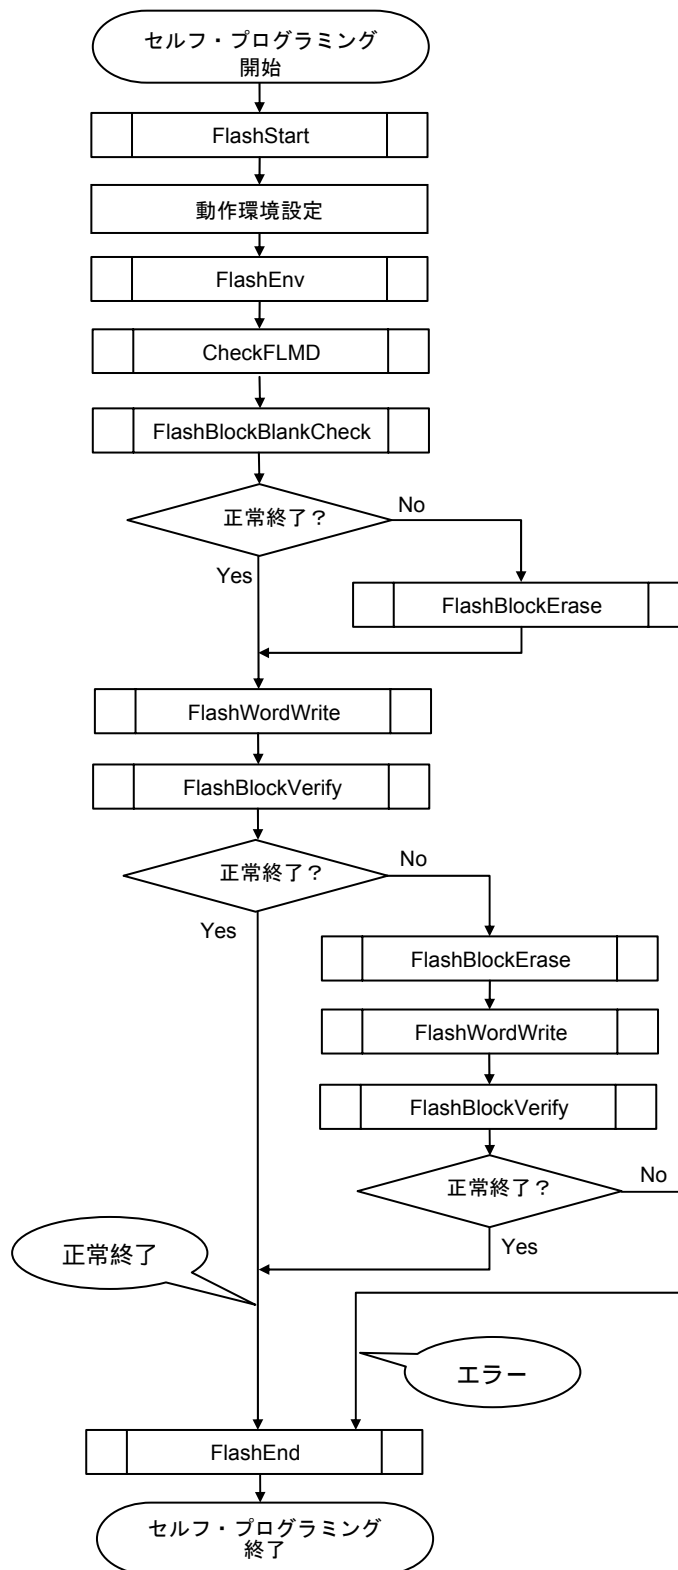 セルフ・プログラミング
開始
FlashStart
動作環境設定
FlashEnv
CheckFLMD
FlashBlockBlankCheck
正常終了？
No
Yes
FlashBlockErase
FlashWordWrite
FlashBlockVerify
正常終了？
No
Yes
FlashBlockErase
FlashWordWrite
FlashBlockVerify
正常終了？
No
Yes
正常終了
エラー
FlashEnd
セルフ・プログラミング
終了